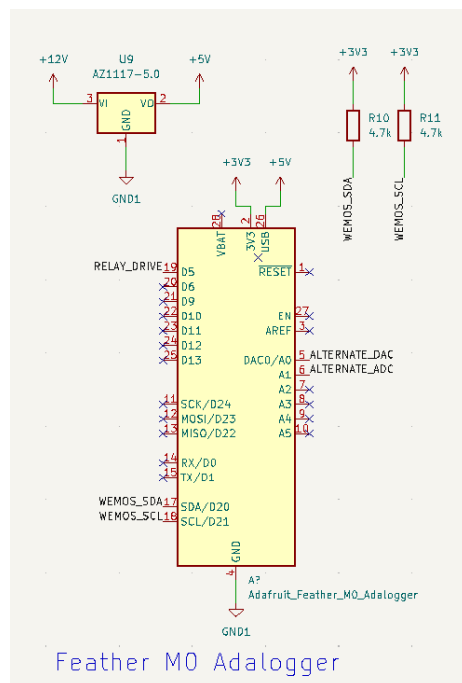 +12V
U9
AZ1117-5.0
+5V
3 VI
VO 2
GND
1
GND1
+3V3
+3V3
R10
4.7k
R11
4.7k
WEMOS_SDA
WEMOS_SCL
+3V3
+5V
28
2
26
VBAT
3V3
USB
RELAY_DRIVE 19 D5
RESET 1
20 D6
21 D9
22 D10
EN 27
23 D11
AREF 3
24 D12
25 D13
DAC0/A0 5 ALTERNATE_DAC
A1 6 ALTERNATE_ADC
A2 7
11 SCK/D24
A3 8
12 MOSI/D23
A4 9
13 MISO/D22
A5 10
14 RX/D0
15 TX/D1
WEMOS_SDA 17 SDA/D20
WEMOS_SCL 18 SCL/D21
GND
4
A?
Adafruit_Feather_M0_Adalogger
GND1
Feather M0 Adalogger